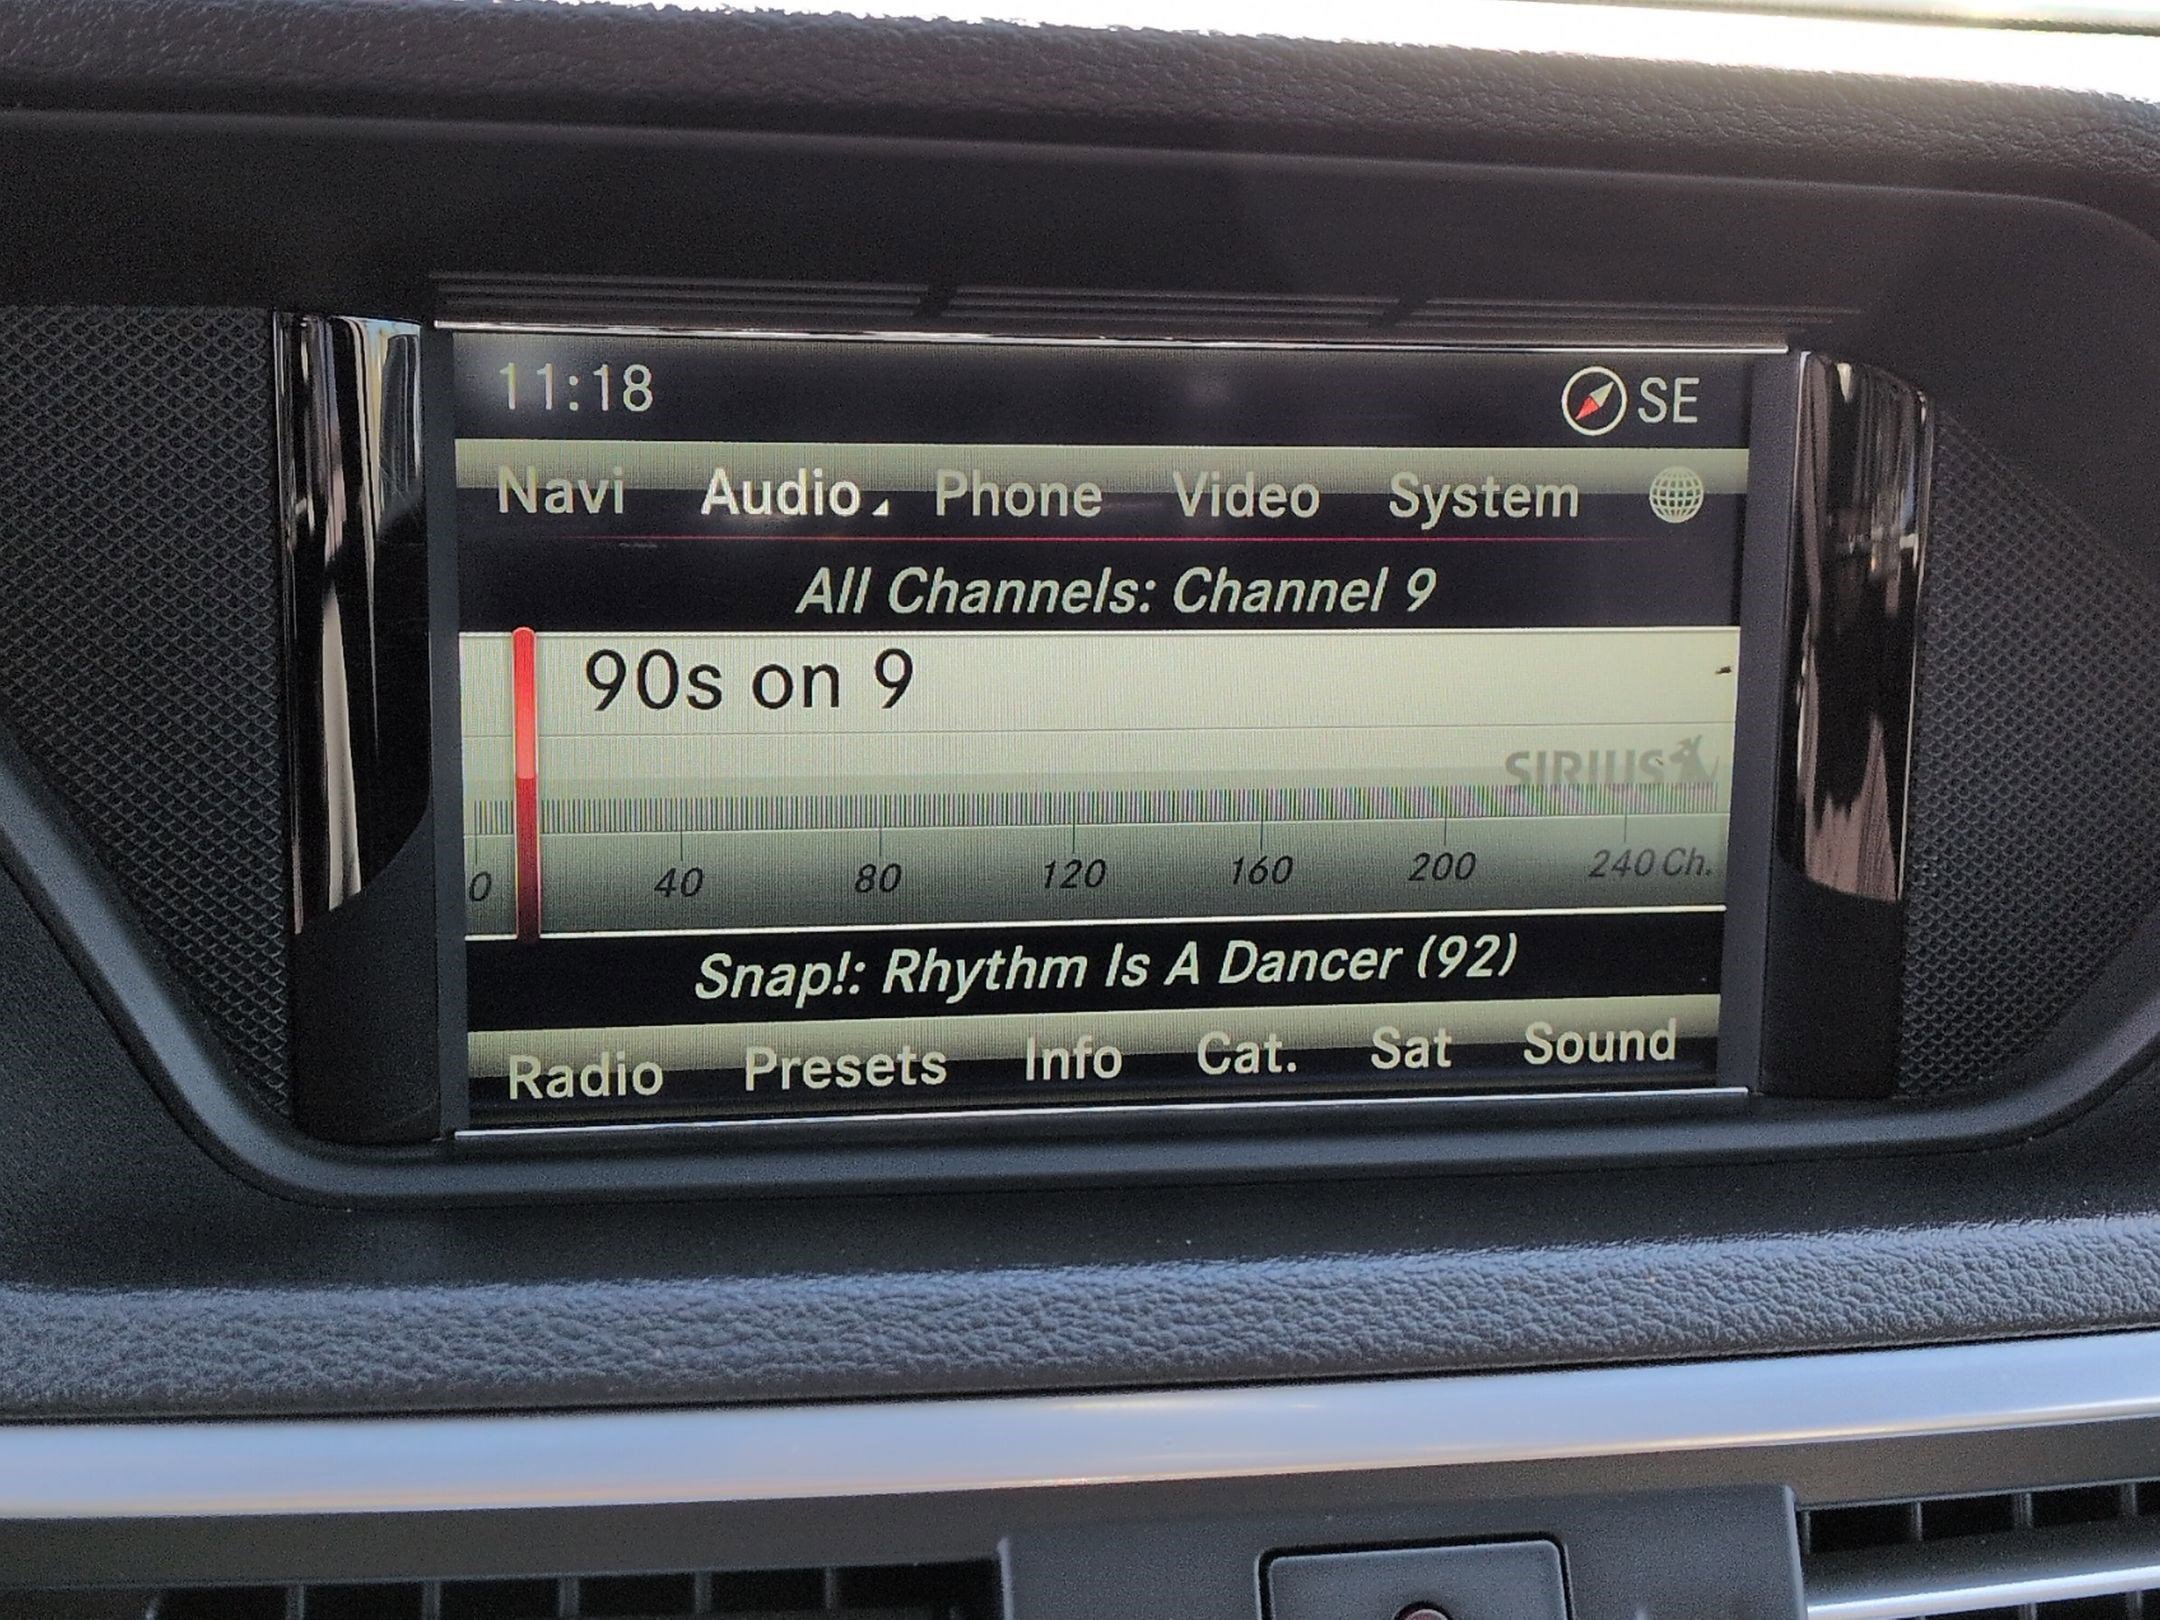 11:18 SE
Navi Audio Phone Video System
All Channels: Channel 9
90s on 9
SIRIUS
0 40 80 120 160 200 240 Ch.
Snap!: Rhythm Is A Dancer (92)
Radio Presets Info Cat. Sat Sound